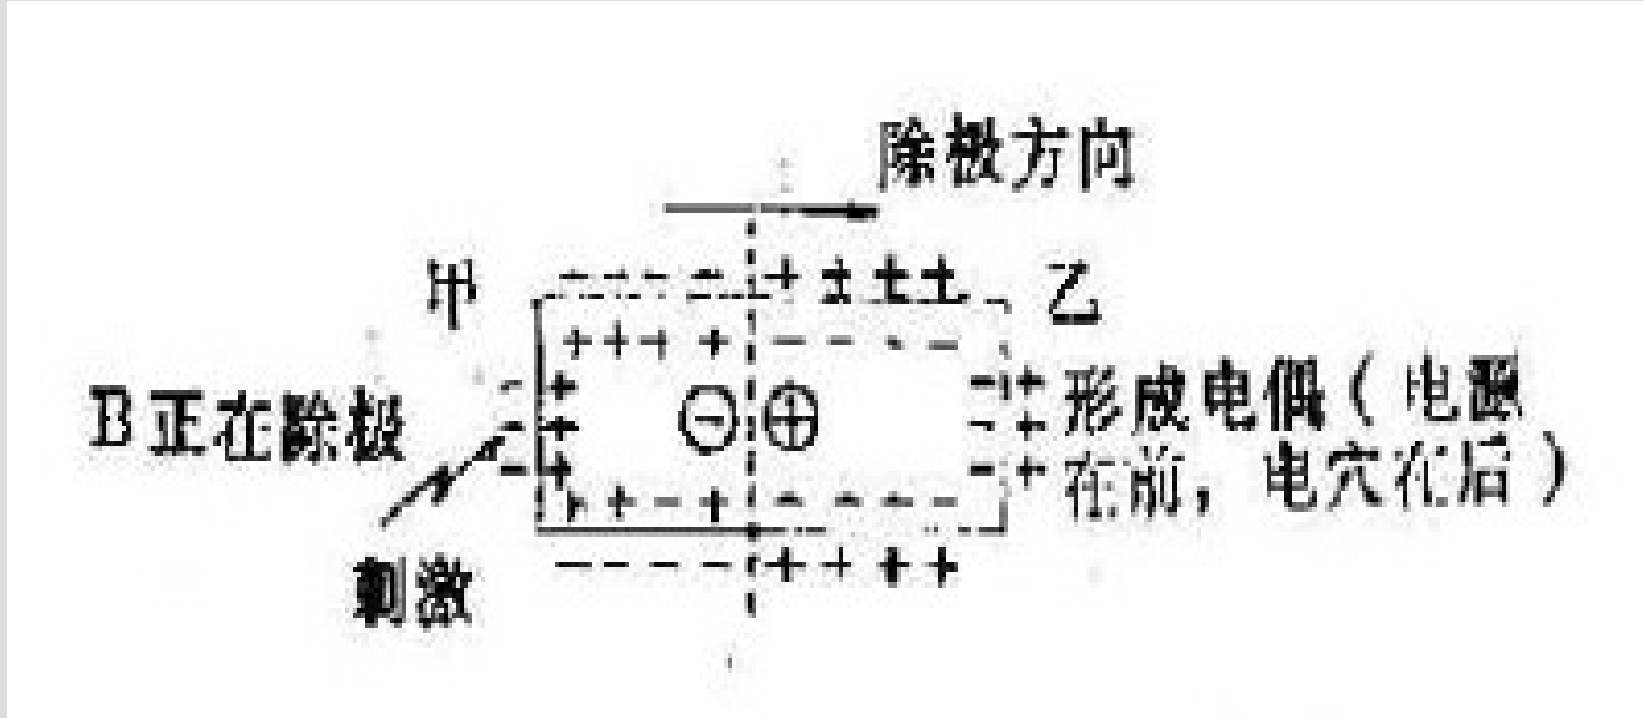 除极方向
甲
乙
B正在除极
形成电偶（电源
在前，电穴在后）
刺激